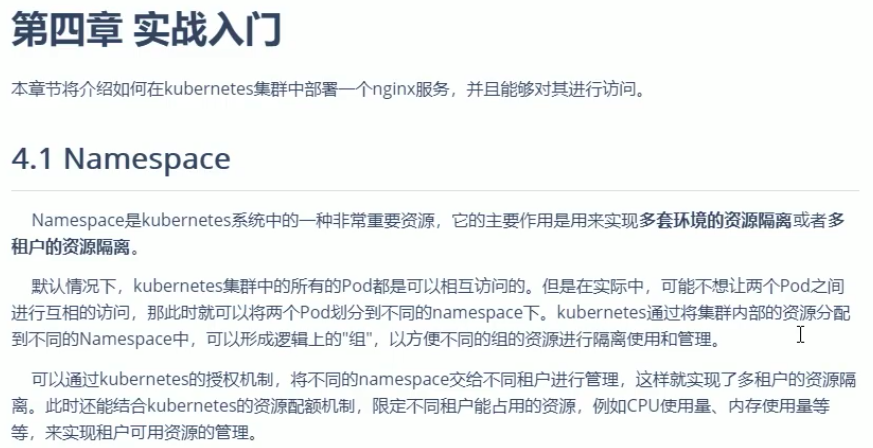 第四章 实战入门
本章节将介绍如何在kubernetes集群中部署一个nginx服务，并且能够对其进行访问。
4.1 Namespace
Namespace是kubernetes系统中的一种非常重要资源，它的主要作用是用来实现多套环境的资源隔离或者多
租户的资源隔离。
默认情况下，kubernetes集群中的所有的Pod都是可以相互访问的。但是在实际中，可能不想让两个Pod之间
进行互相的访问，那此时就可以将两个Pod划分到不同的namespace下。kubernetes通过将集群内部的资源分配
到不同的Namespace中，可以形成逻辑上的"组"，以方便不同的组的资源进行隔离使用和管理。
可以通过kubernetes的授权机制，将不同的namespace交给不同租户进行管理，这样就实现了多租户的资源隔
离。此时还能结合kubernetes的资源配额机制，限定不同租户能占用的资源，例如CPU使用量、内存使用量等
等，来实现租户可用资源的管理。